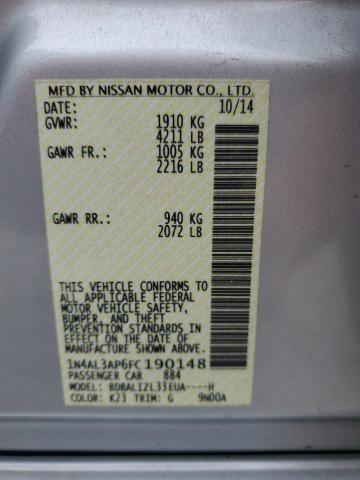 MFD BY NISSAN MOTOR CO., LTD.
DATE: 10/14
GVWR: 1910 KG
4211 LB
GAWR FR.: 1005 KG
2216 LB
GAWR RR.: 940 KG
2072 LB
THIS VEHICLE CONFORMS TO
ALL APPLICABLE FEDERAL
MOTOR VEHICLE SAFETY,
BUMPER, AND THEFT
PREVENTION STANDARDS IN
EFFECT ON THE DATE OF
MANUFACTURE SHOWN ABOVE.
1N4AL3AP6FC190148
PASSENGER CAR 884
MODEL: BDBALIZL33EUA----H
COLOR: K23 TRIM: G 9N00A